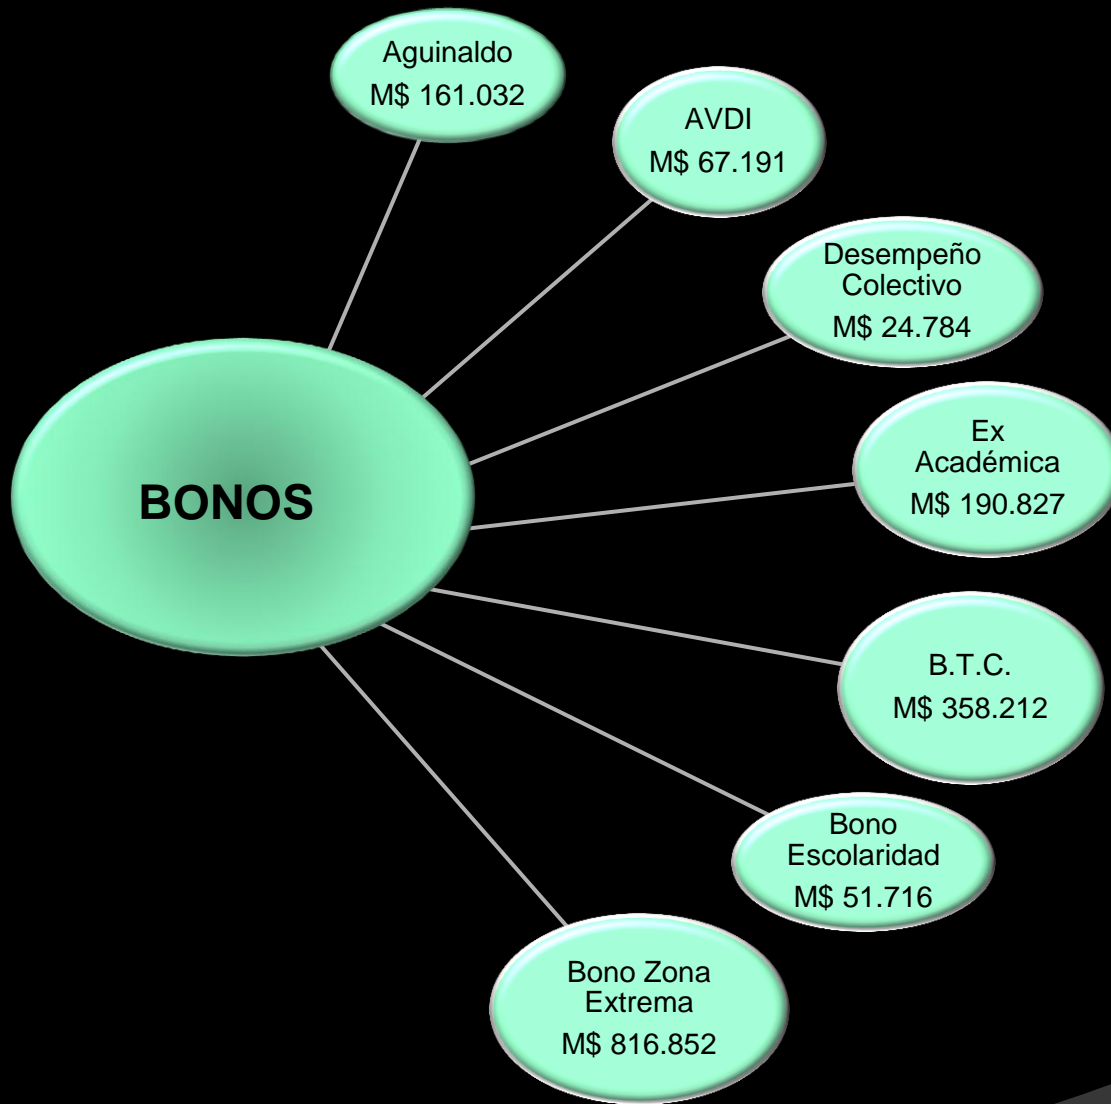 Aguinaldo
M$ 161.032
AVDI
M$ 67.191
Desempeño
Colectivo
M$ 24.784
Ex
Académica
M$ 190.827
BONOS
B.T.C.
M$ 358.212
Bono
Escolaridad
M$ 51.716
Bono Zona
Extrema
M$ 816.852